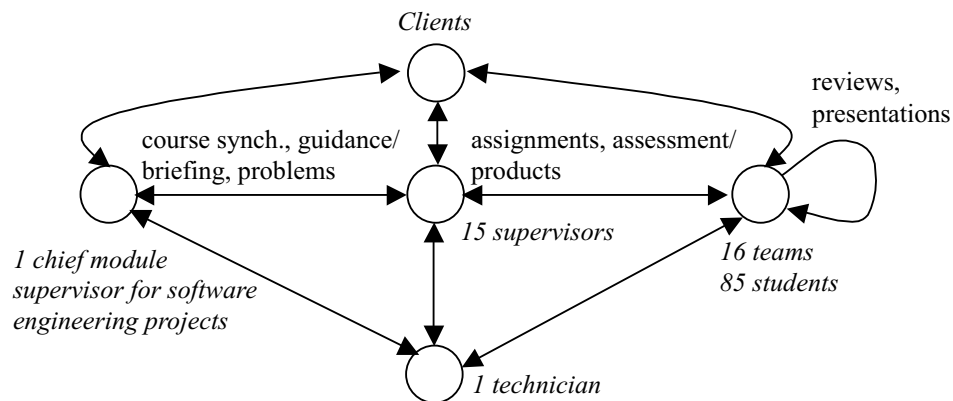 Clients
reviews,
presentations
course synch., guidance/
briefing, problems
assignments, assessment/
products
1 chief module
supervisor for software
engineering projects
15 supervisors
16 teams
85 students
1 technician